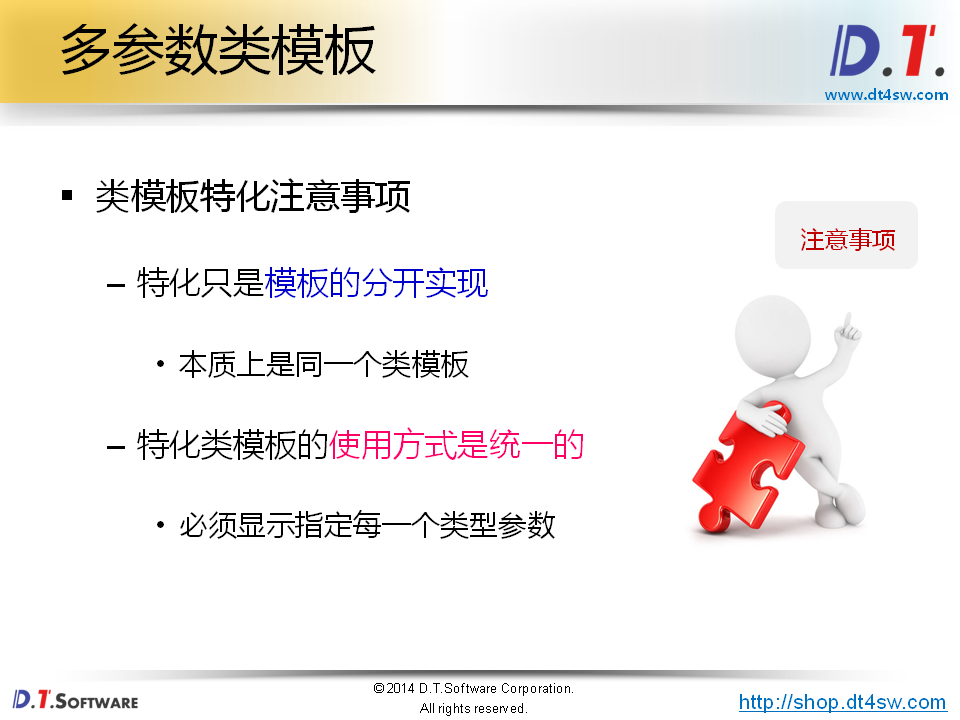 多参数类模板
D.T.
www.dt4sw.com
▪ 类模板特化注意事项
注意事项
– 特化只是模板的分开实现
• 本质上是同一个类模板
– 特化类模板的使用方式是统一的
• 必须显示指定每一个类型参数
D.T.SOFTWARE
©2014 D.T.Software Corporation.
All rights reserved.
http://shop.dt4sw.com